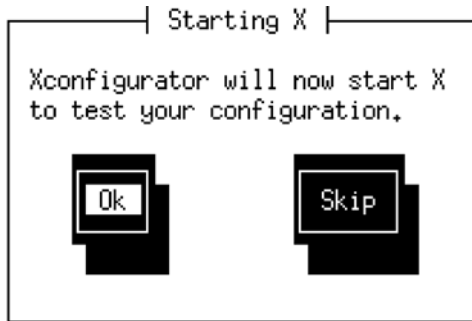 Starting X
Xconfigurator will now start X
to test your configuration.
Ok
Skip